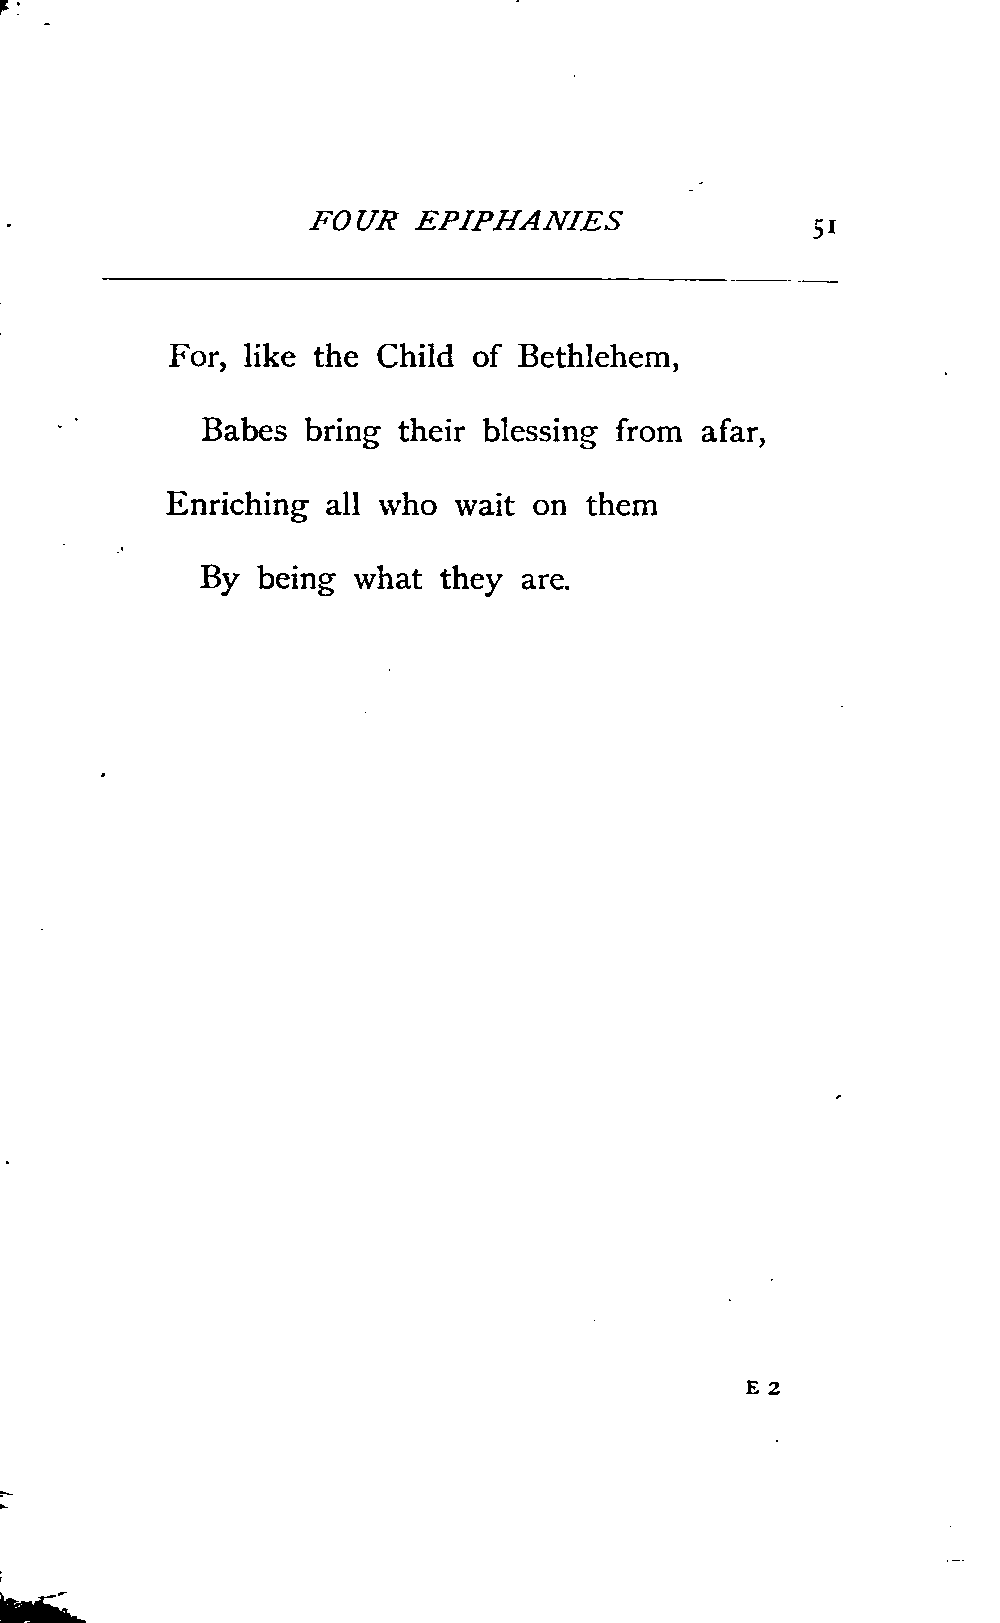 FOUR EPIPHANIES 51
For, like the Child of Bethlehem,
Babes bring their blessing from afar,
Enriching all who wait on them
By being what they are.
E 2